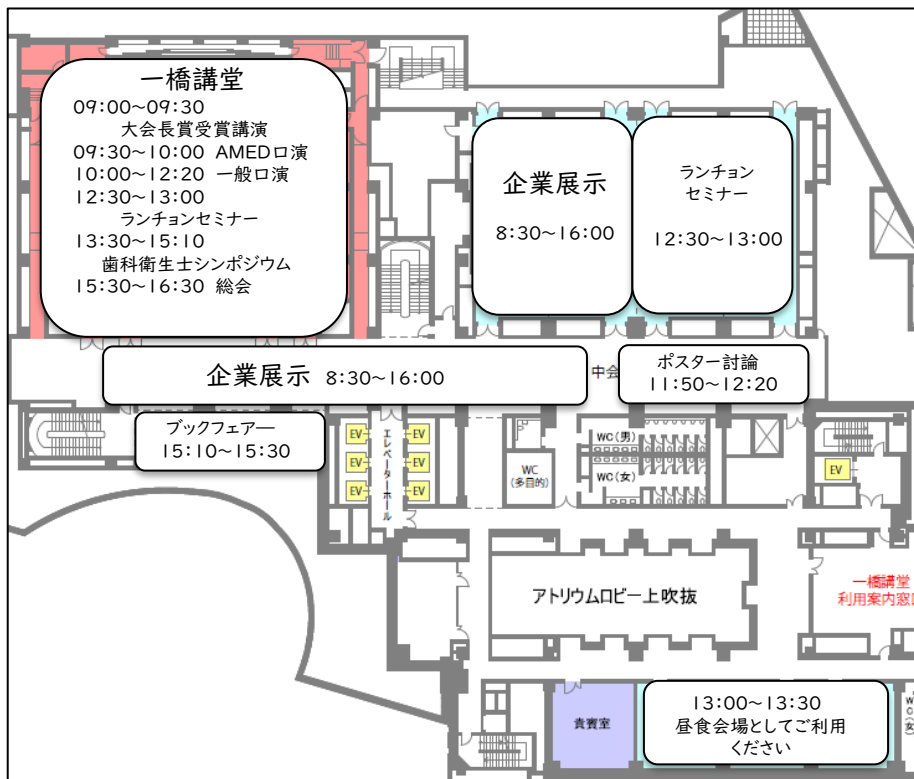 一橋講堂
09:00~09:30
大会長賞受賞講演
09:30~10:00 AMED口演
10:00~12:20 一般口演
12:30~13:00
ランチョンセミナー
13:30~15:10
歯科衛生士シンポジウム
15:30~16:30 総会
企業展示
8:30~16:00
ランチョン
セミナー
12:30~13:00
企業展示 8:30~16:00
中会
ポスター討論
11:50~12:20
ブックフェアー
15:10~15:30
EV
EV
EV
エレベーターホール
EV
EV
EV
WC
(多目的)
WC(男)
WC(女)
EV
アトリウムロビー上吹抜
一橋講堂
利用案内窓
貴賓室
13:00~13:30
昼食会場としてご利用
ください